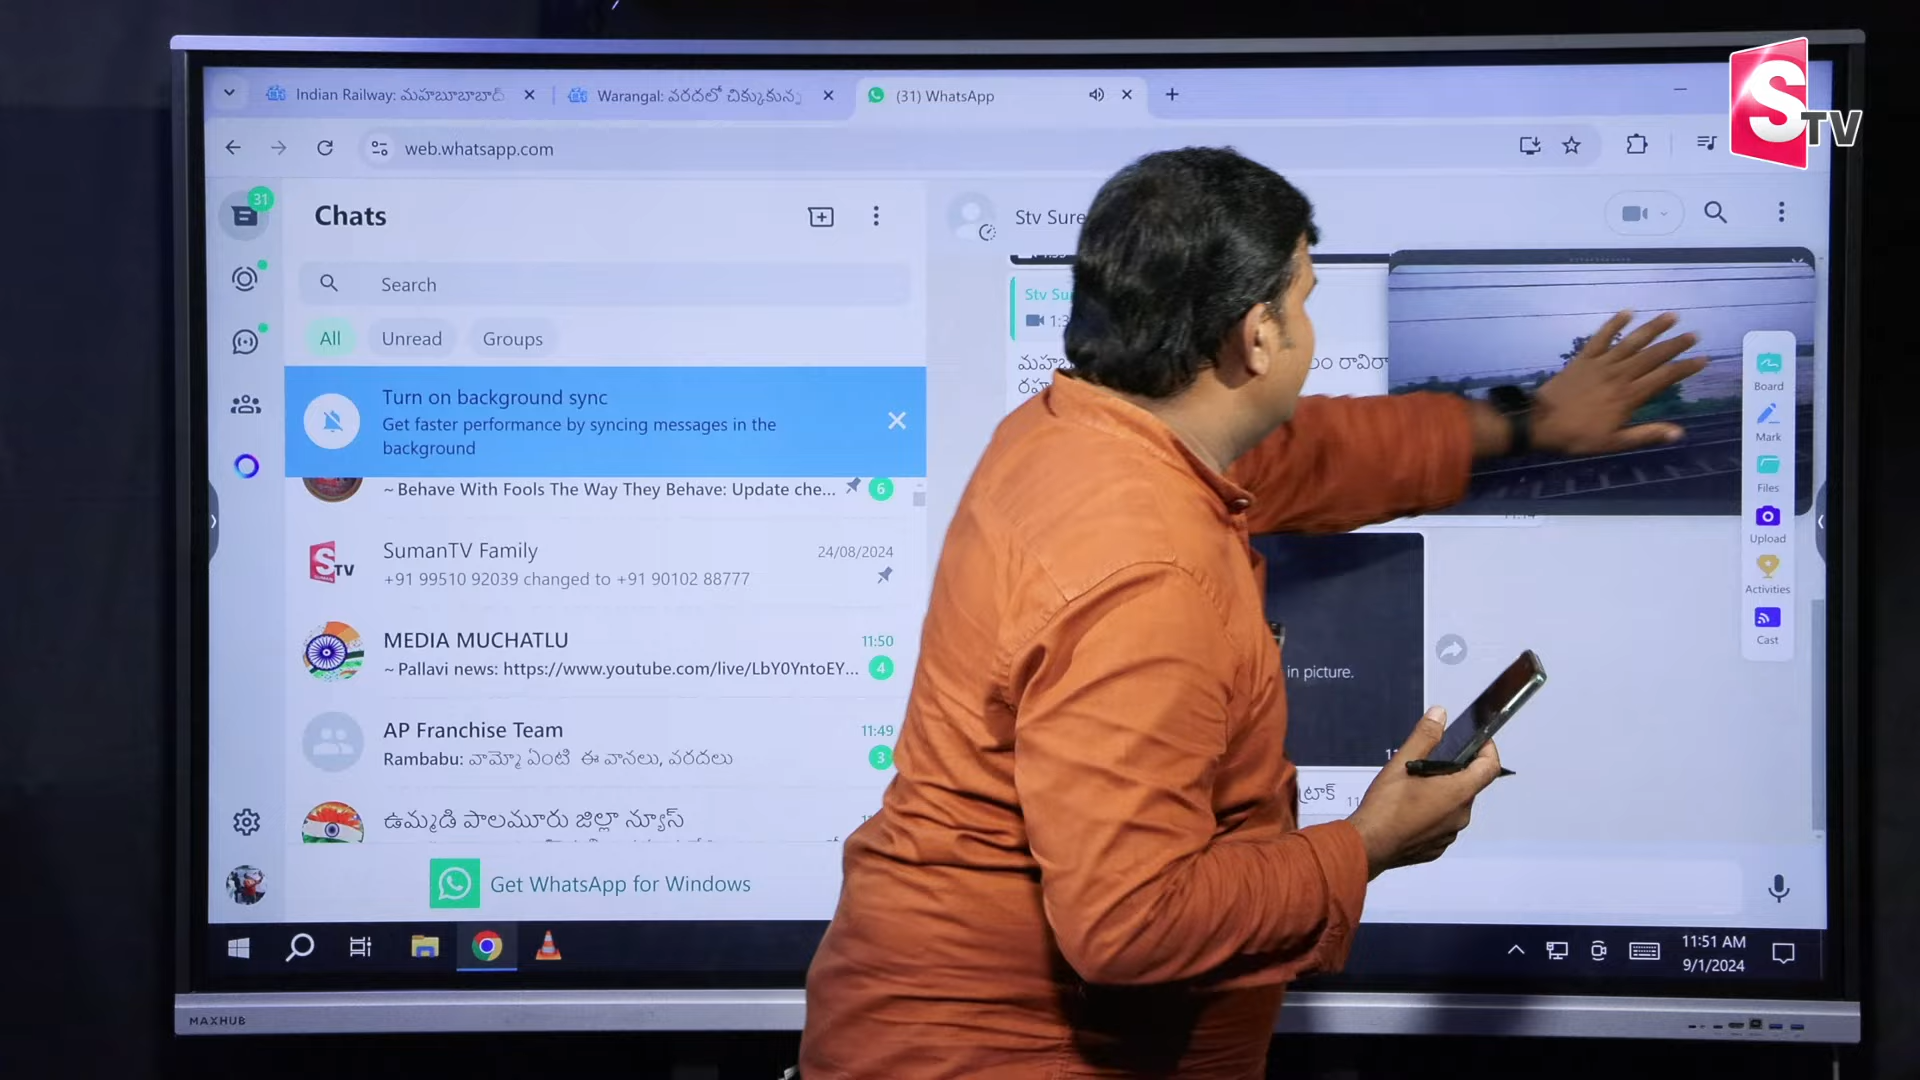 STV
Indian Railway: మహబూబాబాద్
Warangal: వరదలో చిక్కుకున్న
(31) WhatsApp
web.whatsapp.com
31
Chats
Stv Sure
Search
Stv Su
All
Unread
Groups
ం రావిరా
Board
Turn on background sync
Get faster performance by syncing messages in the
background
Mark
Files
~ Behave With Fools The Way They Behave: Update che...
6
Upload
SumanTV Family
24/08/2024
+91 99510 92039 changed to +91 90102 88777
STV
Activities
Cast
MEDIA MUCHATLU
11:50
~ Pallavi news: https://www.youtube.com/live/LbY0YntoEY...
4
in picture.
AP Franchise Team
11:49
Rambabu: వామ్మో ఏంటి ఈ వానలు, వరదలు
3
ట్రాక్
ఉమ్మడి పాలమూరు జిల్లా న్యూస్
Get WhatsApp for Windows
11:51 AM
9/1/2024
MAXHUB